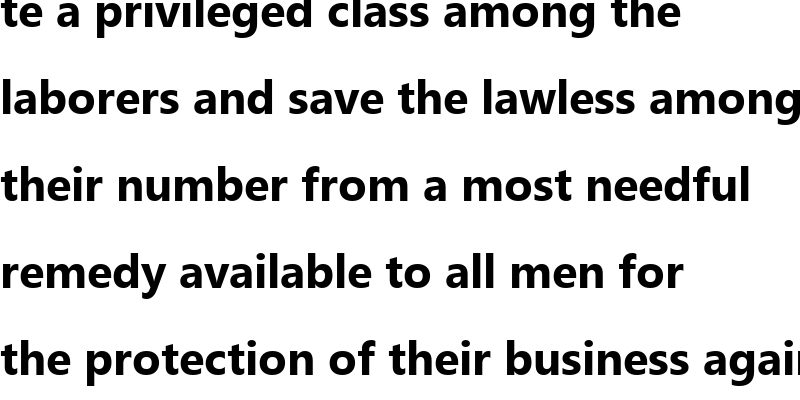 te a privileged class among the
laborers and save the lawless among
their number from a most needful
remedy available to all men for
the protection of their business agai